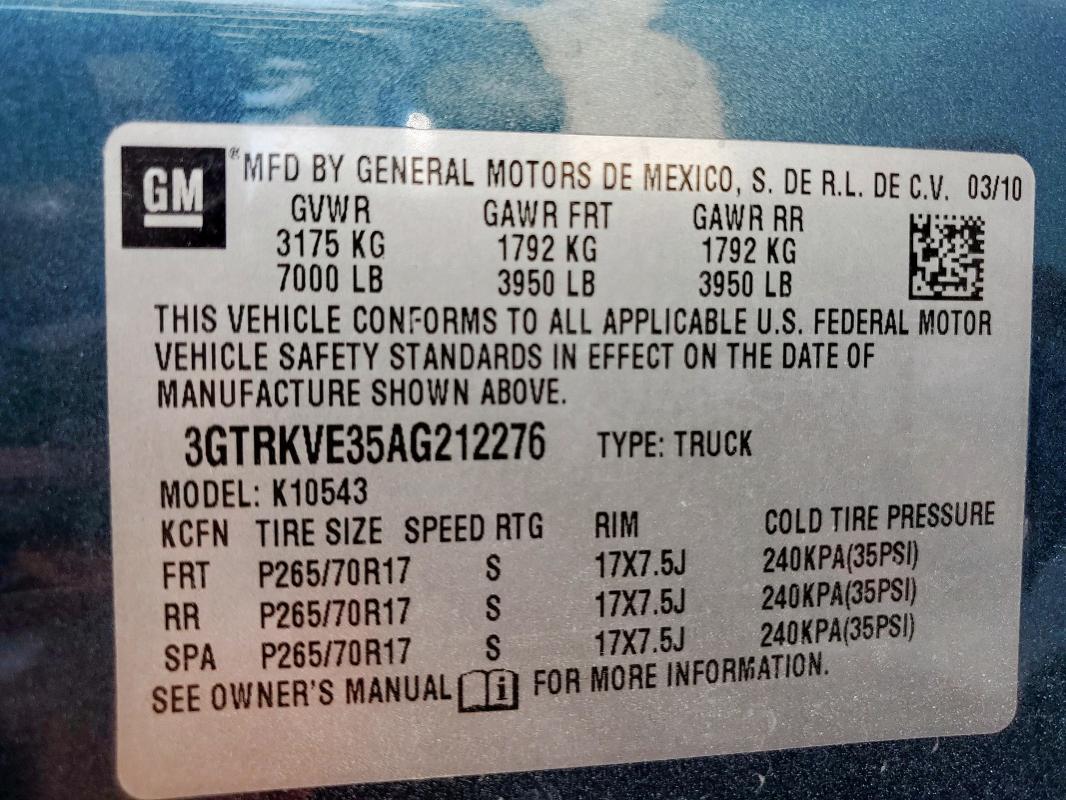 GM ® MFD BY GENERAL MOTORS DE MEXICO, S. DE R.L. DE C.V. 03/10
GVWR GAWR FRT GAWR RR
3175 KG 1792 KG 1792 KG
7000 LB 3950 LB 3950 LB
THIS VEHICLE CONFORMS TO ALL APPLICABLE U.S. FEDERAL MOTOR
VEHICLE SAFETY STANDARDS IN EFFECT ON THE DATE OF
MANUFACTURE SHOWN ABOVE.
3GTRKVE35AG212276 TYPE: TRUCK
MODEL: K10543
KCFN TIRE SIZE SPEED RTG RIM COLD TIRE PRESSURE
FRT P265/70R17 S 17X7.5J 240KPA(35PSI)
RR P265/70R17 S 17X7.5J 240KPA(35PSI)
SPA P265/70R17 S 17X7.5J 240KPA(35PSI)
SEE OWNER'S MANUAL i FOR MORE INFORMATION.